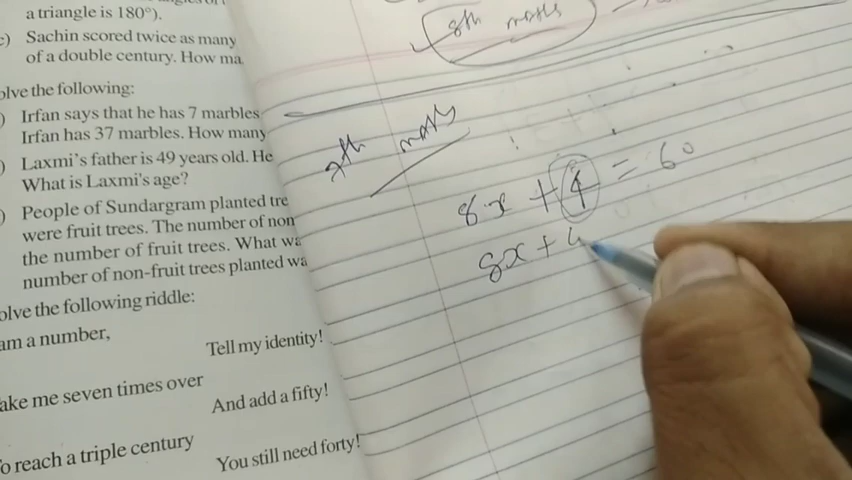 a triangle is 180°).
c) Sachin scored twice as many
of a double century. How ma
olve the following:
) Irfan says that he has 7 marbles
Irfan has 37 marbles. How many
) Laxmi's father is 49 years old. He
What is Laxmi's age?
) People of Sundargram planted tre
were fruit trees. The number of non
the number of fruit trees. What wa
number of non-fruit trees planted wa
olve the following riddle:
am a number,
Tell my identity!
ake me seven times over
And add a fifty!
o reach a triple century
You still need forty!
8th maths
7th maths
8x + 4 = 60
8x + 4